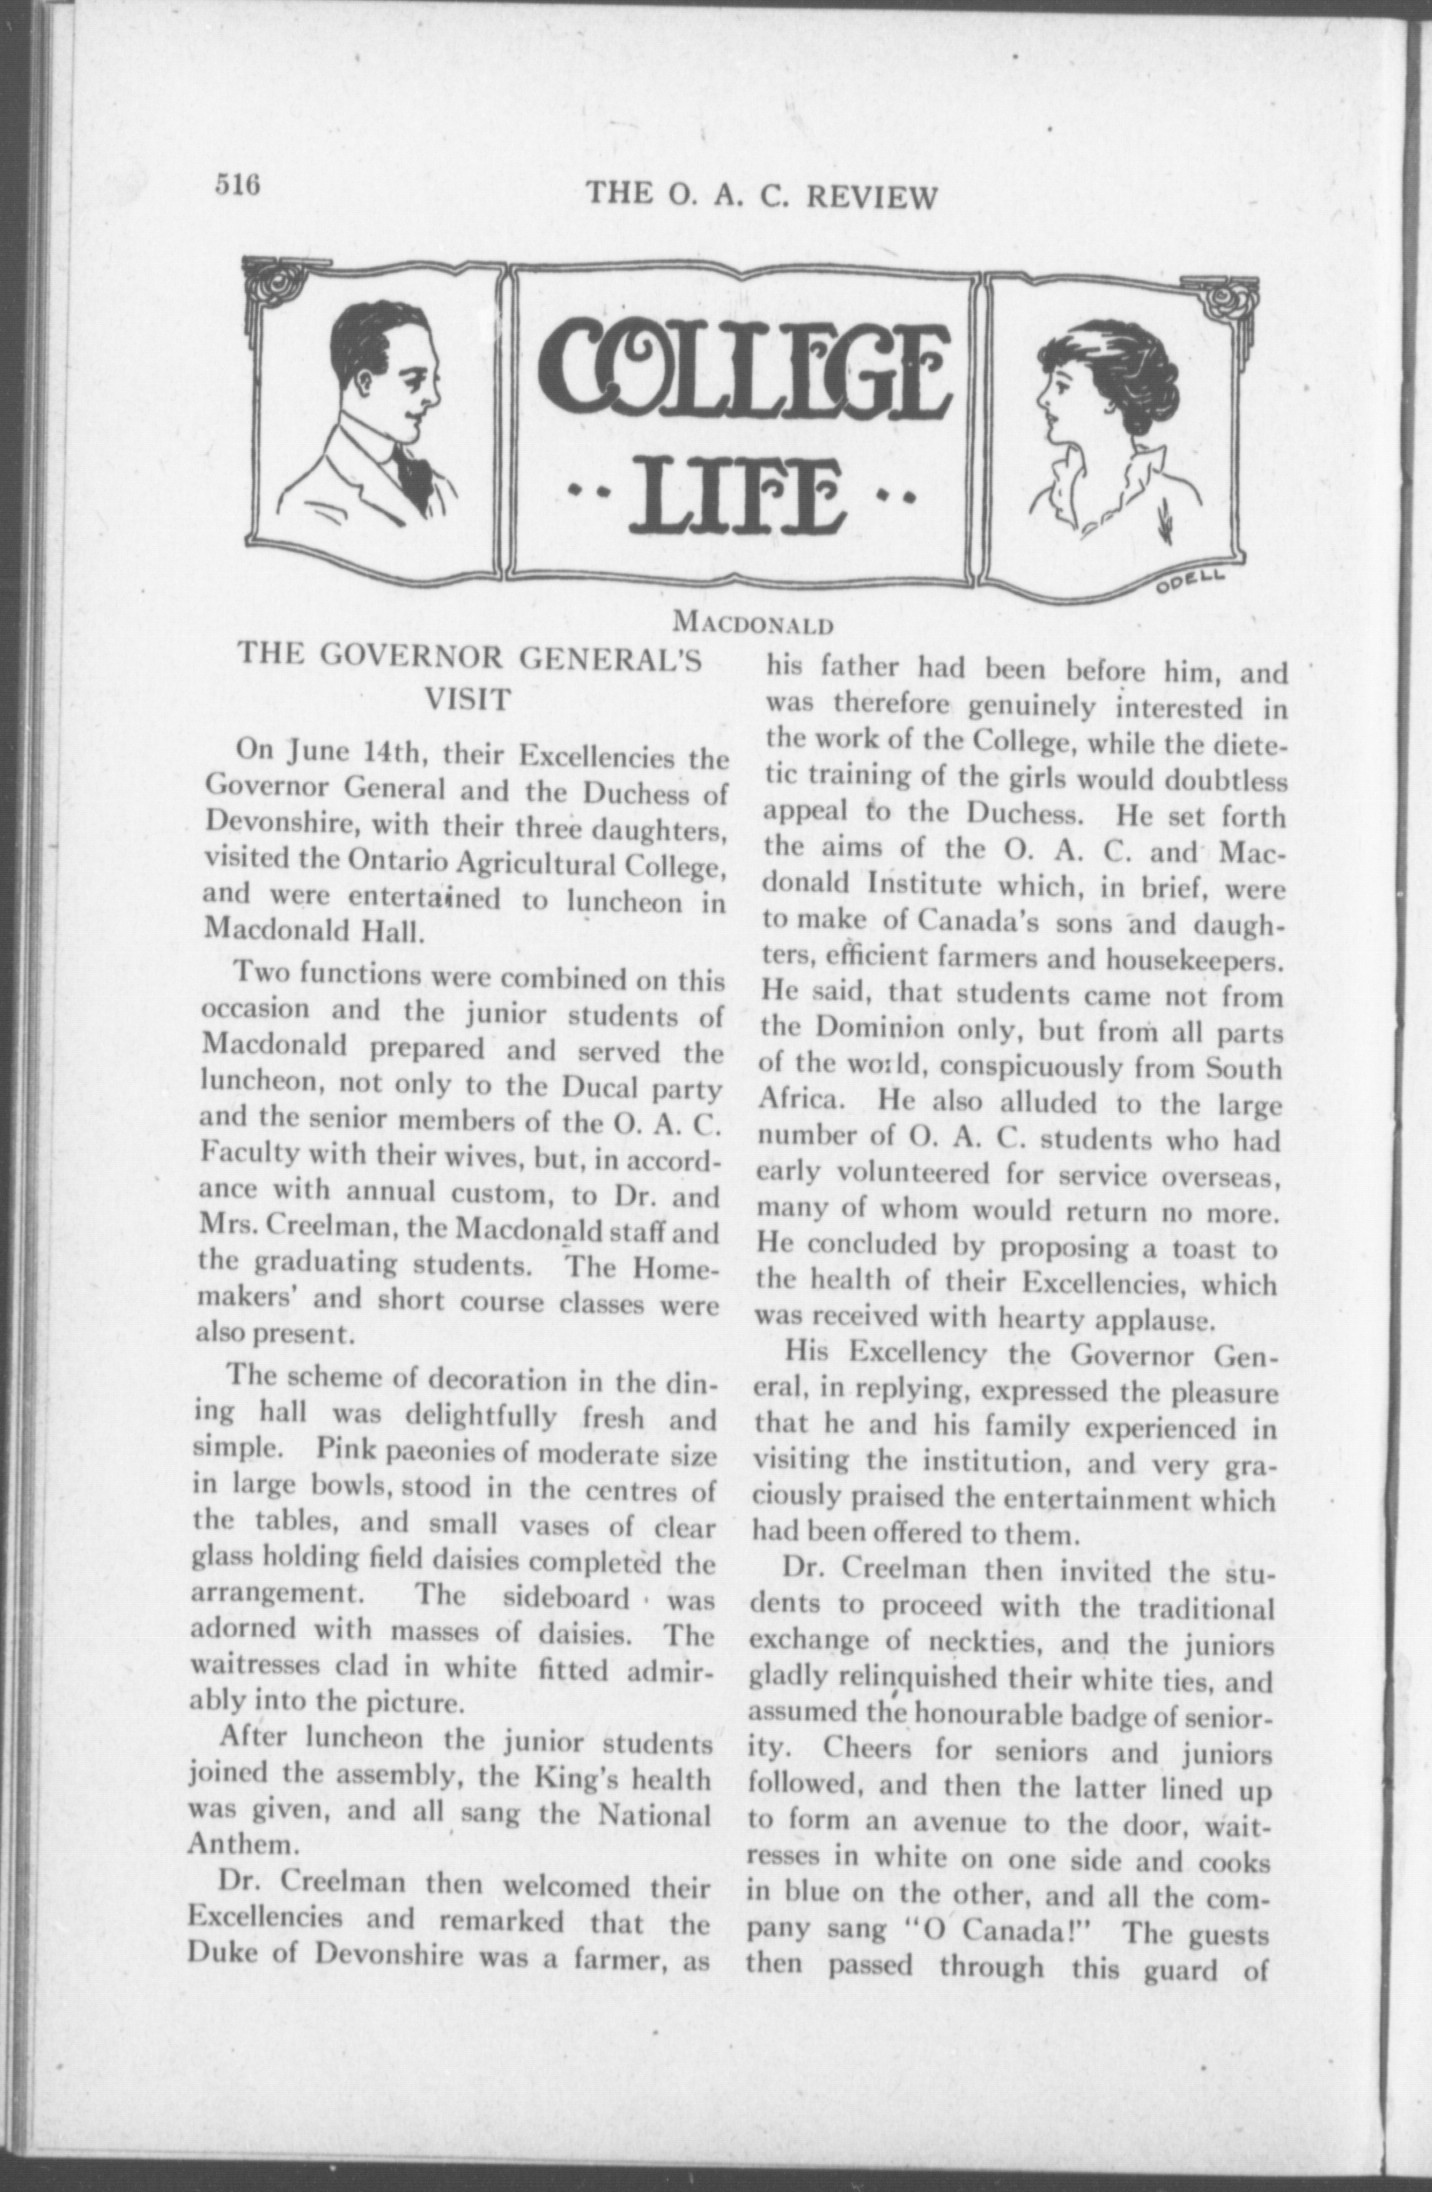 516
THE O. A. C. REVIEW
COLLEGE
·· LIFE ··
ODELL
MACDONALD
THE GOVERNOR GENERAL'S
VISIT
On June 14th, their Excellencies the
Governor General and the Duchess of
Devonshire, with their three daughters,
visited the Ontario Agricultural College,
and were entertained to luncheon in
Macdonald Hall.
Two functions were combined on this
occasion and the junior students of
Macdonald prepared and served the
luncheon, not only to the Ducal party
and the senior members of the O. A. C.
Faculty with their wives, but, in accord-
ance with annual custom, to Dr. and
Mrs. Creelman, the Macdonald staff and
the graduating students. The Home-
makers' and short course classes were
also present.
The scheme of decoration in the din-
ing hall was delightfully fresh and
simple. Pink paeonies of moderate size
in large bowls, stood in the centres of
the tables, and small vases of clear
glass holding field daisies completed the
arrangement. The sideboard was
adorned with masses of daisies. The
waitresses clad in white fitted admir-
ably into the picture.
After luncheon the junior students
joined the assembly, the King's health
was given, and all sang the National
Anthem.
Dr. Creelman then welcomed their
Excellencies and remarked that the
Duke of Devonshire was a farmer, as
his father had been before him, and
was therefore genuinely interested in
the work of the College, while the diete-
tic training of the girls would doubtless
appeal to the Duchess. He set forth
the aims of the O. A. C. and Mac-
donald Institute which, in brief, were
to make of Canada's sons and daugh-
ters, efficient farmers and housekeepers.
He said, that students came not from
the Dominion only, but from all parts
of the world, conspicuously from South
Africa. He also alluded to the large
number of O. A. C. students who had
early volunteered for service overseas,
many of whom would return no more.
He concluded by proposing a toast to
the health of their Excellencies, which
was received with hearty applause.
His Excellency the Governor Gen-
eral, in replying, expressed the pleasure
that he and his family experienced in
visiting the institution, and very gra-
ciously praised the entertainment which
had been offered to them.
Dr. Creelman then invited the stu-
dents to proceed with the traditional
exchange of neckties, and the juniors
gladly relinquished their white ties, and
assumed the honourable badge of senior-
ity. Cheers for seniors and juniors
followed, and then the latter lined up
to form an avenue to the door, wait-
resses in white on one side and cooks
in blue on the other, and all the com-
pany sang "O Canada!" The guests
then passed through this guard of